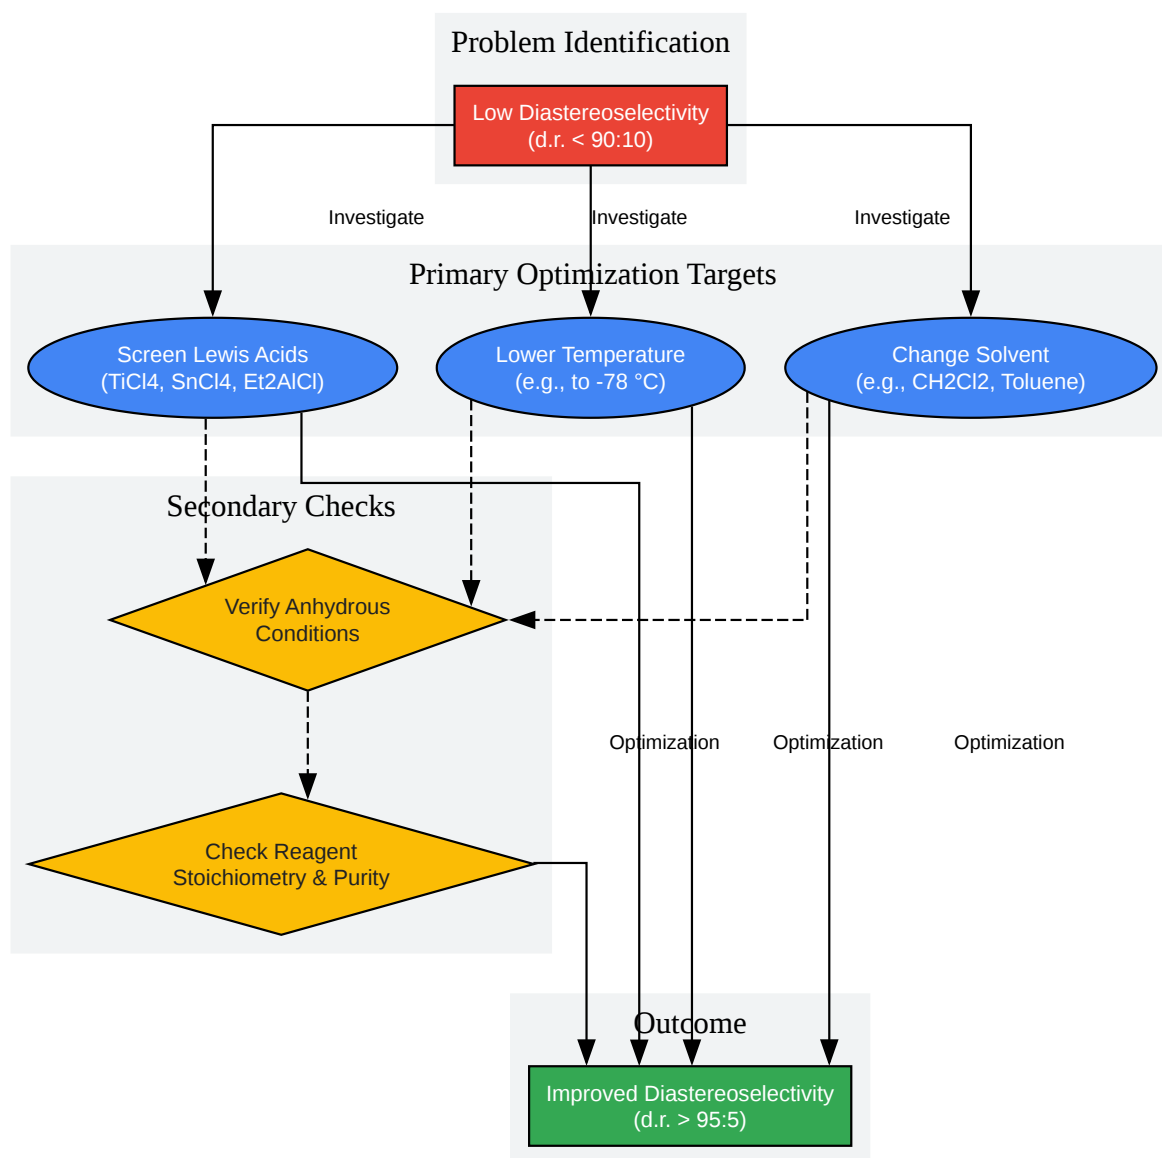 Problem Identification
Low Diastereoselectivity
(d.r. < 90:10)
Investigate
Investigate
Investigate
Primary Optimization Targets
Screen Lewis Acids
(TiCl4, SnCl4, Et2AlCl)
Lower Temperature
(e.g., to -78 °C)
Change Solvent
(e.g., CH2Cl2, Toluene)
Secondary Checks
Verify Anhydrous
Conditions
Optimization
Optimization
Optimization
Check Reagent
Stoichiometry & Purity
Outcome
Improved Diastereoselectivity
(d.r. > 95:5)